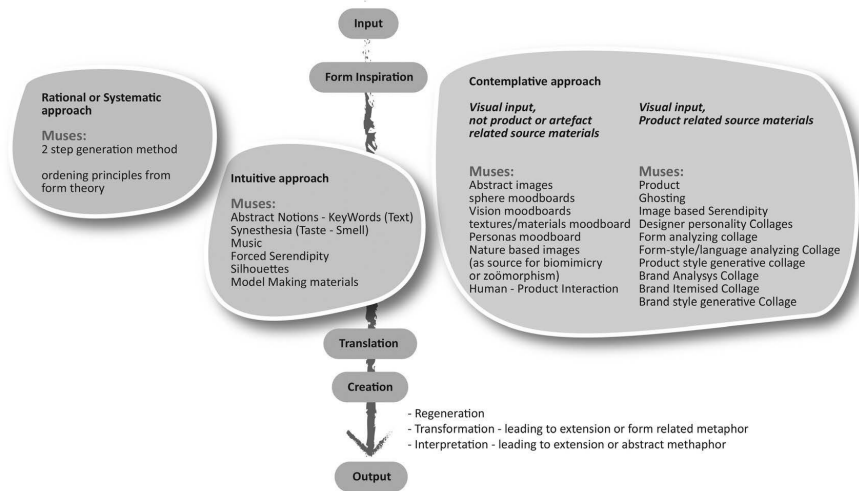 Input
Form Inspiration
Rational or Systematic
approach
Muses:
2 step generation method
ordening principles from
form theory
Intuitive approach
Muses:
Abstract Notions - KeyWords (Text)
Synesthesia (Taste - Smell)
Music
Forced Serendipity
Silhouettes
Model Making materials
Contemplative approach
Visual input,
not product or artefact
related source materials
Muses:
Abstract images
sphere moodboards
Vision moodboards
textures/materials moodboard
Personas moodboard
Nature based images
(as source for biomimicry
or zoömorphism)
Human - Product Interaction
Visual input,
Product related source materials
Muses:
Product
Ghosting
Image based Serendipity
Designer personality Collages
Form analyzing collage
Form-style/language analyzing Collage
Product style generative collage
Brand Analysys Collage
Brand Itemised Collage
Brand style generative Collage
Translation
Creation
- Regeneration
- Transformation - leading to extension or form related metaphor
- Interpretation - leading to extension or abstract methaphor
Output